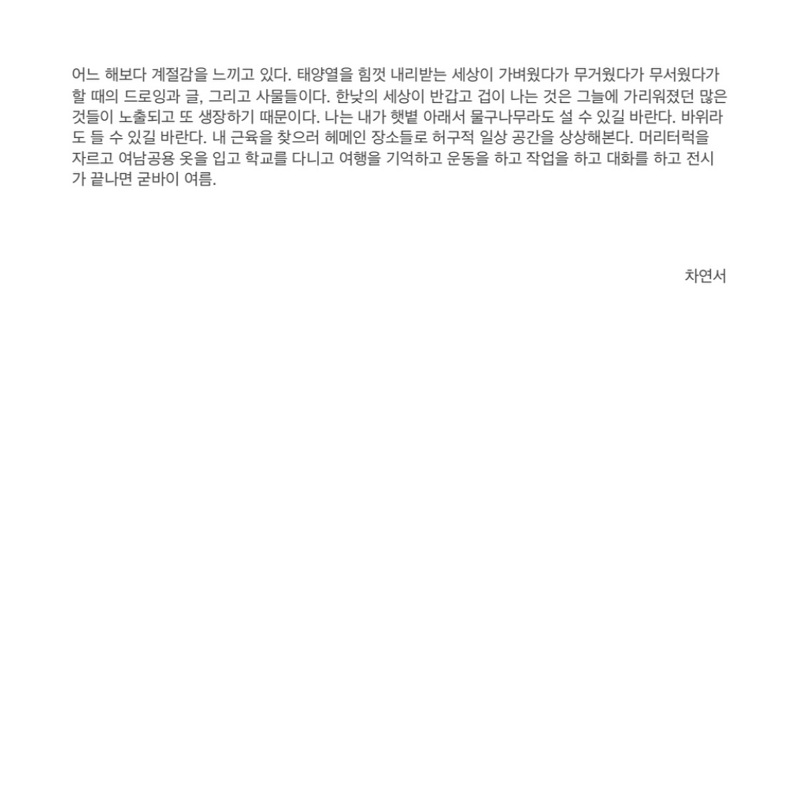 어느 해보다 계절감을 느끼고 있다. 태양열을 힘껏 내리받는 세상이 가벼웠다가 무거웠다가 무서웠다가
할 때의 드로잉과 글, 그리고 사물들이다. 한낮의 세상이 반갑고 겁이 나는 것은 그늘에 가리워졌던 많은
것들이 노출되고 또 생장하기 때문이다. 나는 내가 햇볕 아래서 물구나무라도 설 수 있길 바란다. 바위라
도 들 수 있길 바란다. 내 근육을 찾으러 헤메인 장소들로 허구적 일상 공간을 상상해본다. 머리터럭을
자르고 여남공용 옷을 입고 학교를 다니고 여행을 기억하고 운동을 하고 작업을 하고 대화를 하고 전시
가 끝나면 굳바이 여름.
차연서